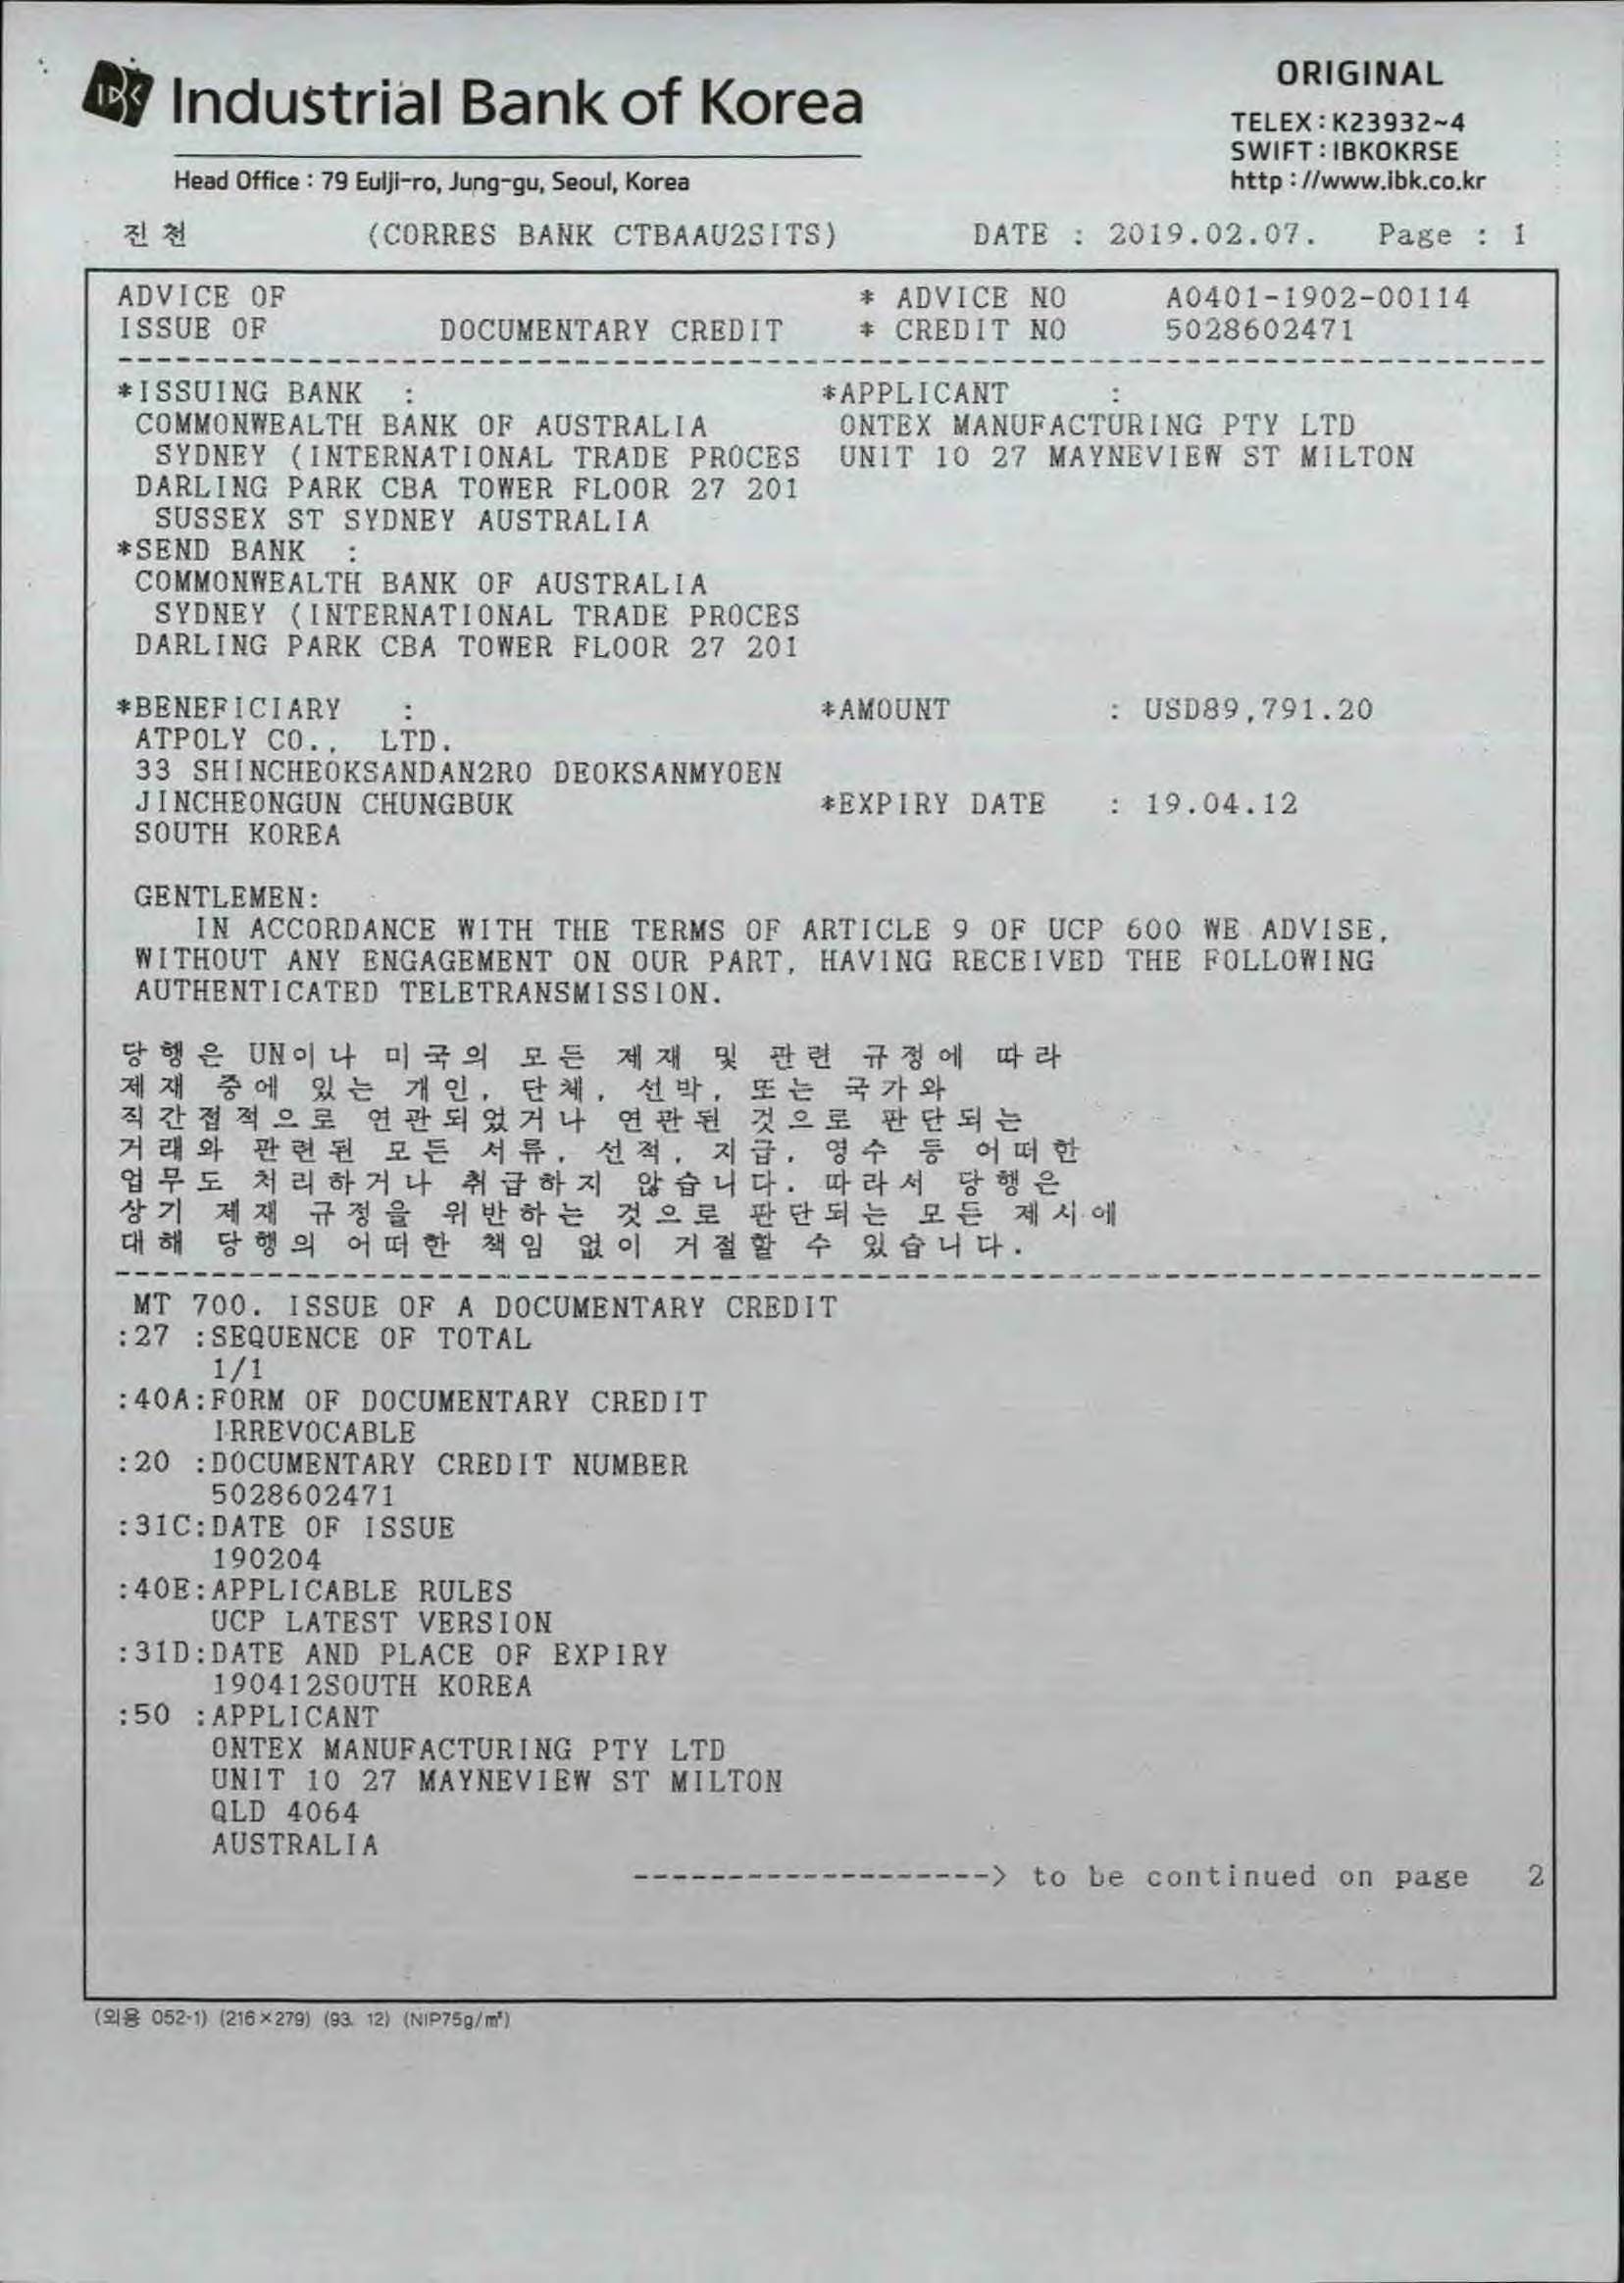 IBK Industrial Bank of Korea
ORIGINAL
TELEX : K23932~4
SWIFT : IBKOKRSE
Head Office : 79 Eulji-ro, Jung-gu, Seoul, Korea
http : //www.ibk.co.kr
진천 (CORRES BANK CTBAAU2SITS) DATE : 2019.02.07. Page : 1
ADVICE OF * ADVICE NO A0401-1902-00114
ISSUE OF DOCUMENTARY CREDIT * CREDIT NO 5028602471
*ISSUING BANK : *APPLICANT :
COMMONWEALTH BANK OF AUSTRALIA ONTEX MANUFACTURING PTY LTD
SYDNEY (INTERNATIONAL TRADE PROCES UNIT 10 27 MAYNEVIEW ST MILTON
DARLING PARK CBA TOWER FLOOR 27 201
SUSSEX ST SYDNEY AUSTRALIA
*SEND BANK :
COMMONWEALTH BANK OF AUSTRALIA
SYDNEY (INTERNATIONAL TRADE PROCES
DARLING PARK CBA TOWER FLOOR 27 201
*BENEFICIARY : *AMOUNT : USD89,791.20
ATPOLY CO., LTD.
33 SHINCHEOKSANDAN2RO DEOKSANMYOEN
JINCHEONGUN CHUNGBUK *EXPIRY DATE : 19.04.12
SOUTH KOREA
GENTLEMEN:
IN ACCORDANCE WITH THE TERMS OF ARTICLE 9 OF UCP 600 WE ADVISE,
WITHOUT ANY ENGAGEMENT ON OUR PART, HAVING RECEIVED THE FOLLOWING
AUTHENTICATED TELETRANSMISSION.
당행은 UN이나 미국의 모든 제재 및 관련 규정에 따라
제재 중에 있는 개인, 단체, 선박, 또는 국가와
직간접적으로 연관되었거나 연관된 것으로 판단되는
거래와 관련된 모든 서류, 선적, 지급, 영수 등 어떠한
업무도 처리하거나 취급하지 않습니다. 따라서 당행은
상기 제재 규정을 위반하는 것으로 판단되는 모든 제시에
대해 당행의 어떠한 책임 없이 거절할 수 있습니다.
MT 700. ISSUE OF A DOCUMENTARY CREDIT
:27 :SEQUENCE OF TOTAL
1/1
:40A:FORM OF DOCUMENTARY CREDIT
IRREVOCABLE
:20 :DOCUMENTARY CREDIT NUMBER
5028602471
:31C:DATE OF ISSUE
190204
:40E:APPLICABLE RULES
UCP LATEST VERSION
:31D:DATE AND PLACE OF EXPIRY
190412SOUTH KOREA
:50 :APPLICANT
ONTEX MANUFACTURING PTY LTD
UNIT 10 27 MAYNEVIEW ST MILTON
QLD 4064
AUSTRALIA
-------------------> to be continued on page 2
(외용 052-1) (216×279) (93. 12) (NIP75g/㎡)